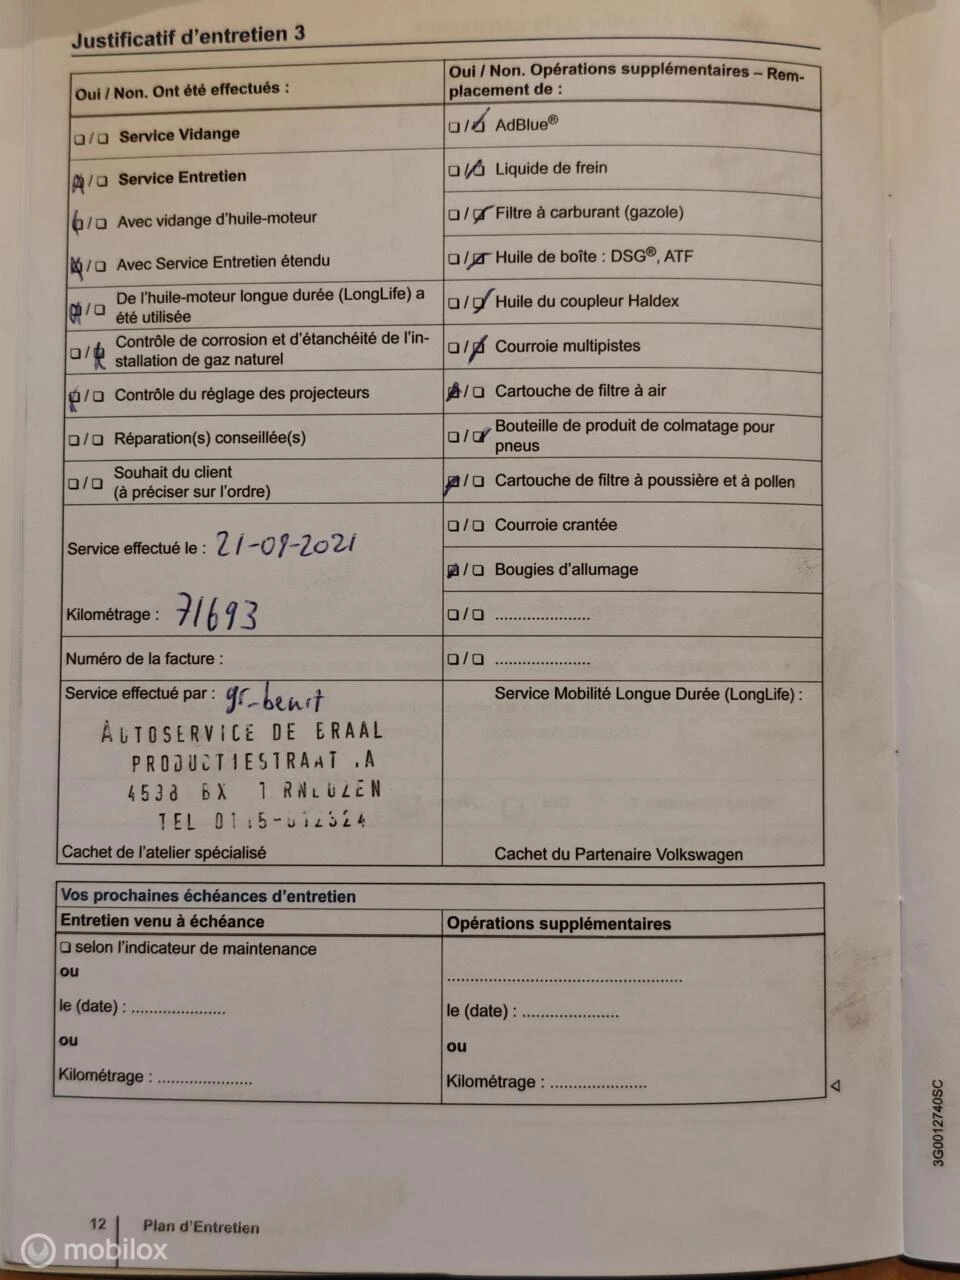 Justificatif d'entretien 3
Oui / Non. Ont été effectués :
❏ / ❏ Service Vidange
❏ / ❏ Service Entretien
❏ / ❏ Avec vidange d'huile-moteur
❏ / ❏ Avec Service Entretien étendu
❏ / ❏ De l'huile-moteur longue durée (LongLife) a
été utilisée
❏ / ❏ Contrôle de corrosion et d'étanchéité de l'in-
stallation de gaz naturel
❏ / ❏ Contrôle du réglage des projecteurs
❏ / ❏ Réparation(s) conseillée(s)
❏ / ❏ Souhait du client
(à préciser sur l'ordre)
Service effectué le : 21-09-2021
Kilométrage : 71693
Numéro de la facture :
Service effectué par :
AUTOSERVICE DE BRAAL
PRODUCTIESTRAAT
4538 BX
TEL
Cachet de l'atelier spécialisé
Oui / Non. Opérations supplémentaires – Rem-
placement de :
❏ / ❏ AdBlue®
❏ / ❏ Liquide de frein
❏ / ❏ Filtre à carburant (gazole)
❏ / ❏ Huile de boîte : DSG®, ATF
❏ / ❏ Huile du coupleur Haldex
❏ / ❏ Courroie multipistes
❏ / ❏ Cartouche de filtre à air
❏ / ❏ Bouteille de produit de colmatage pour
pneus
❏ / ❏ Cartouche de filtre à poussière et à pollen
❏ / ❏ Courroie crantée
❏ / ❏ Bougies d'allumage
❏ / ❏ .....................
❏ / ❏ .....................
Service Mobilité Longue Durée (LongLife) :
Cachet du Partenaire Volkswagen
Vos prochaines échéances d'entretien
Entretien venu à échéance
❏ selon l'indicateur de maintenance
ou
le (date) : .....................
ou
Kilométrage : .....................
Opérations supplémentaires
....................................................
le (date) : .....................
ou
Kilométrage : .....................
3G0012740SC
12 | Plan d'Entretien
mobilox